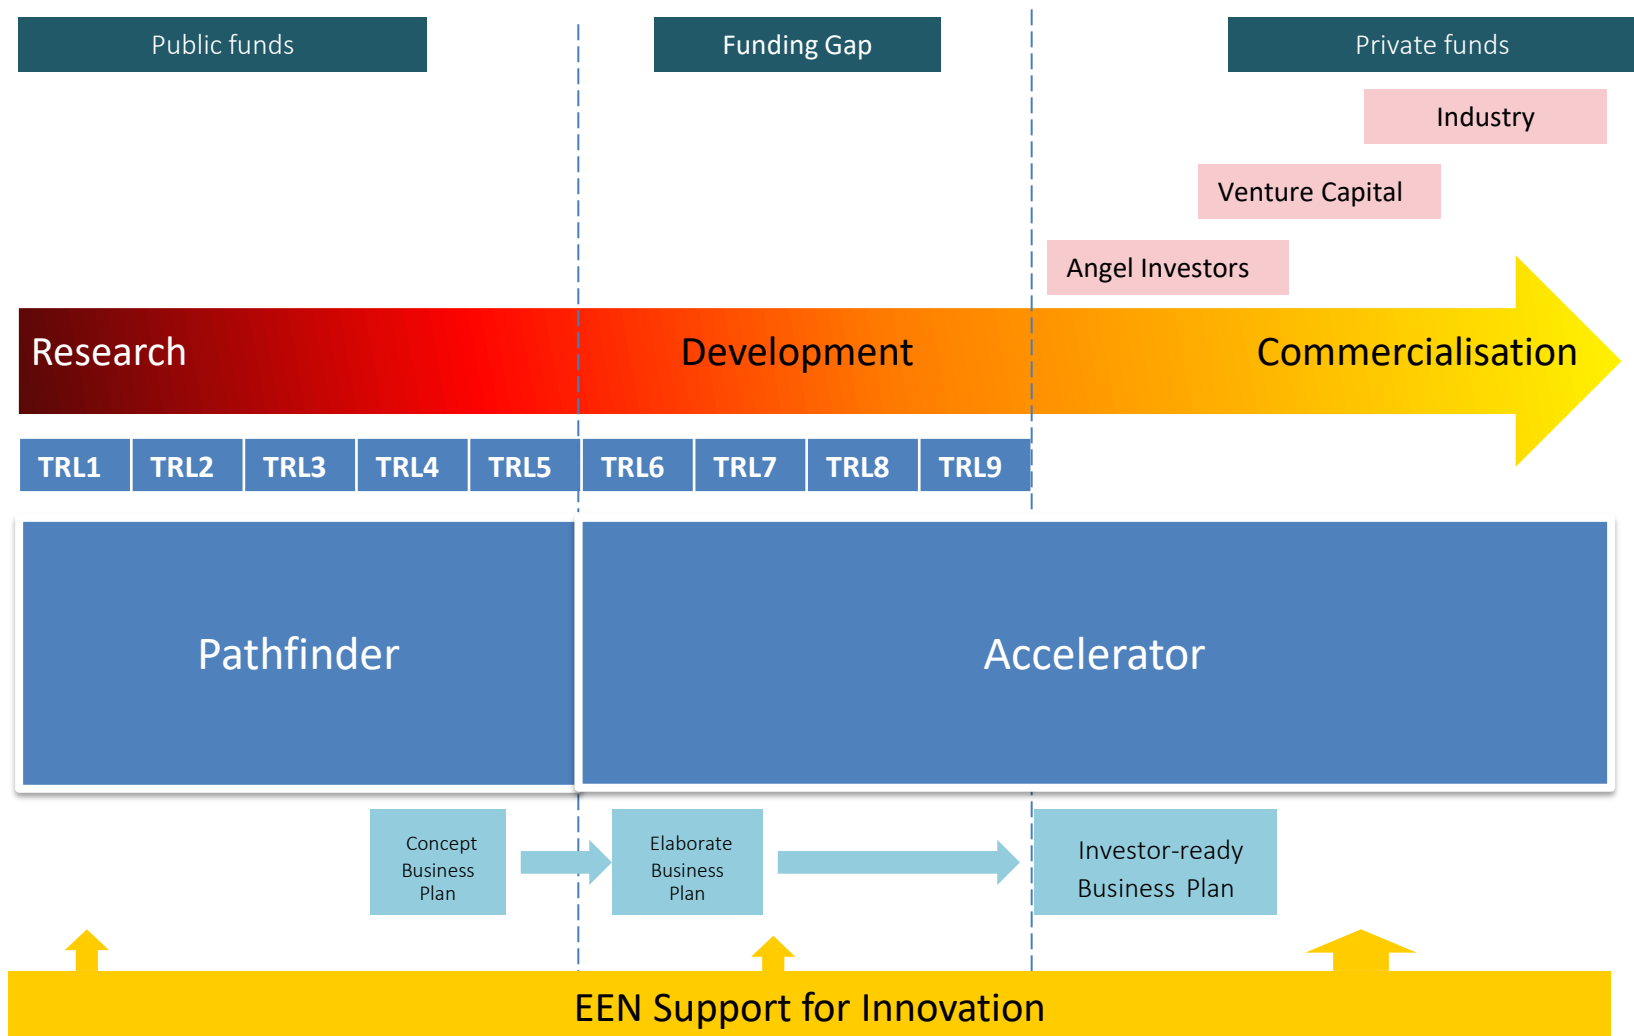 Public funds
Funding Gap
Private funds
Industry
Venture Capital
Angel Investors
Research
Development
Commercialisation
TRL1
TRL2
TRL3
TRL4
TRL5
TRL6
TRL7
TRL8
TRL9
Pathfinder
Accelerator
Concept
Business
Plan
Elaborate
Business
Plan
Investor-ready
Business Plan
EEN Support for Innovation